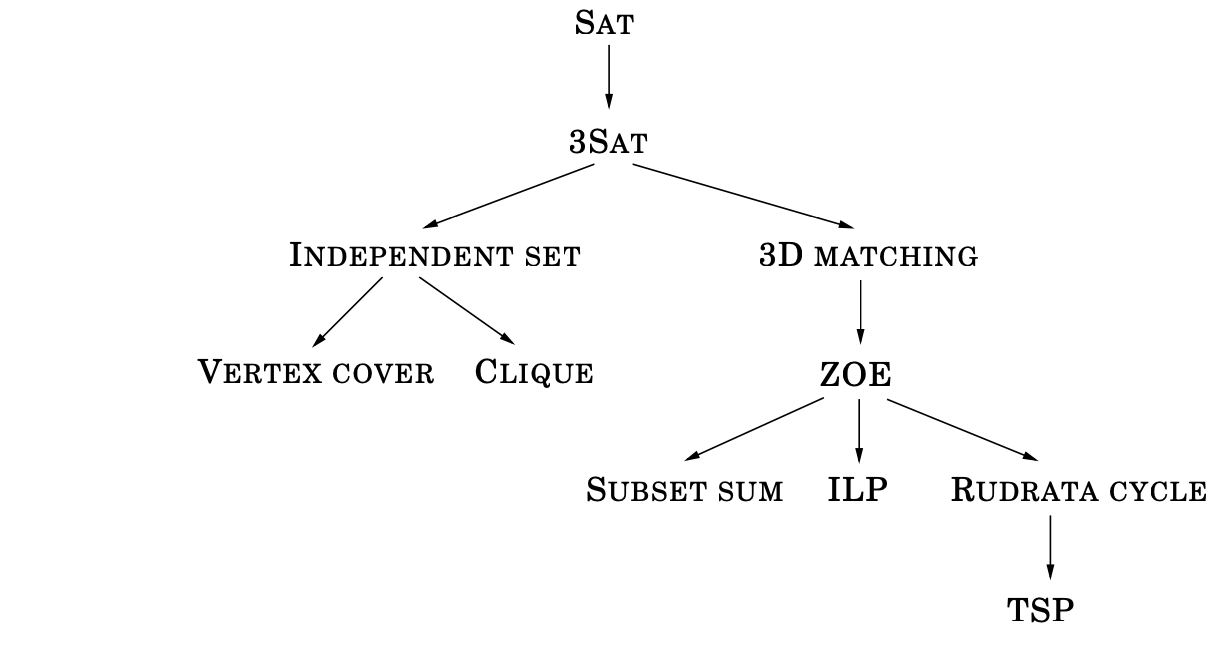 SAT
3SAT
INDEPENDENT SET
3D MATCHING
VERTEX COVER
CLIQUE
ZOE
SUBSET SUM
ILP
RUDRATA CYCLE
TSP